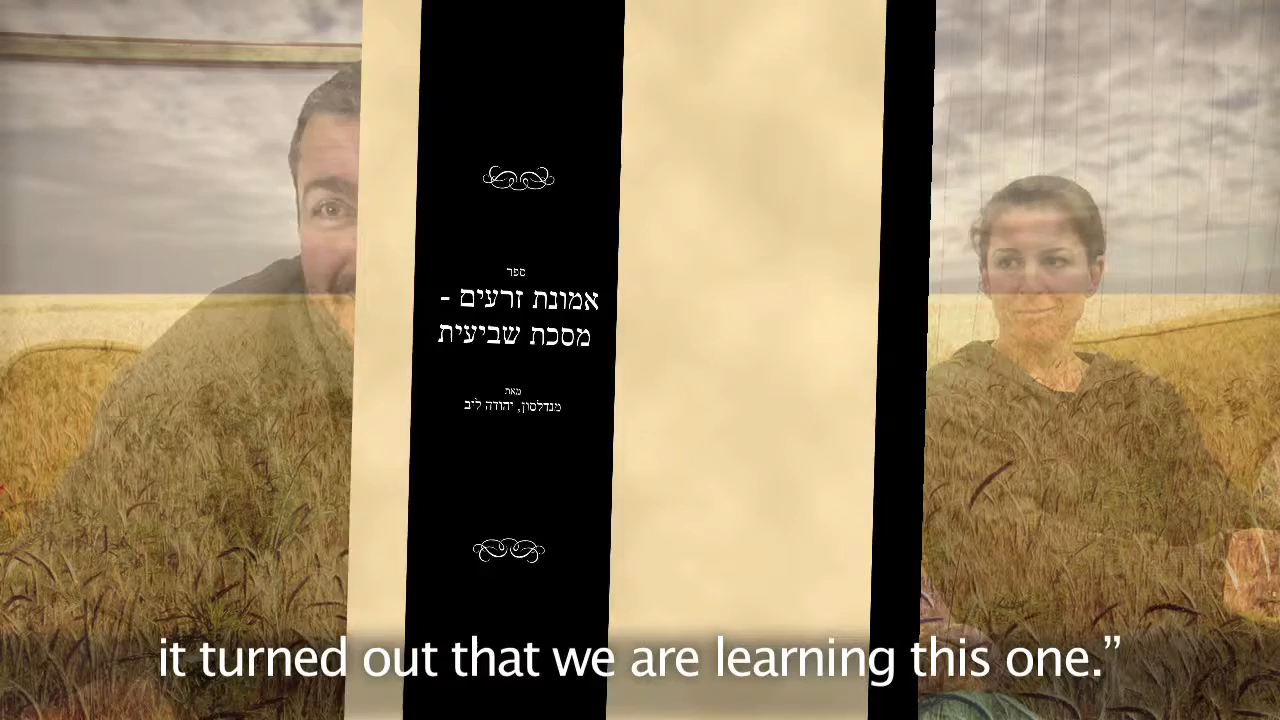 ספר
אמונת זרעים -
מסכת שביעית
מאת
מנדלסון, יהודה ליב
it turned out that we are learning this one.”